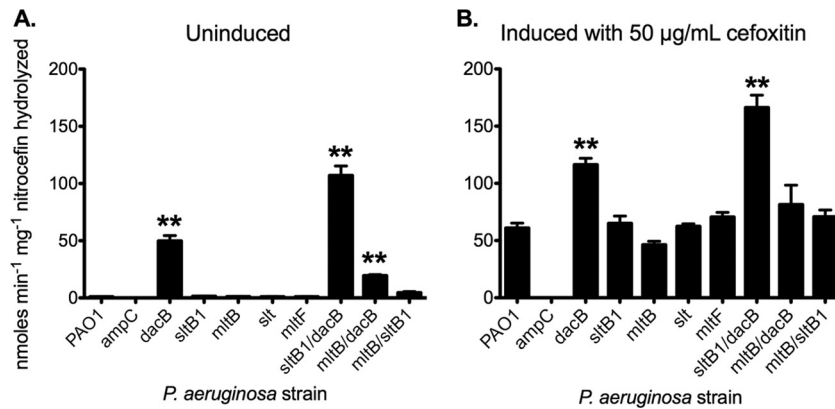 A.
Uninduced
nmoles min⁻¹ mg⁻¹ nitrocefin hydrolyzed
200
150
100
50
0
**
**
**
PAO1
ampC
dacB
sltB1
mltB
slt
mltF
sltB1/dacB
mltB/dacB
mltB/sltB1
P. aeruginosa strain
B.
Induced with 50 µg/mL cefoxitin
200
150
100
50
0
**
**
PAO1
ampC
dacB
sltB1
mltB
slt
mltF
sltB1/dacB
mltB/dacB
mltB/sltB1
P. aeruginosa strain